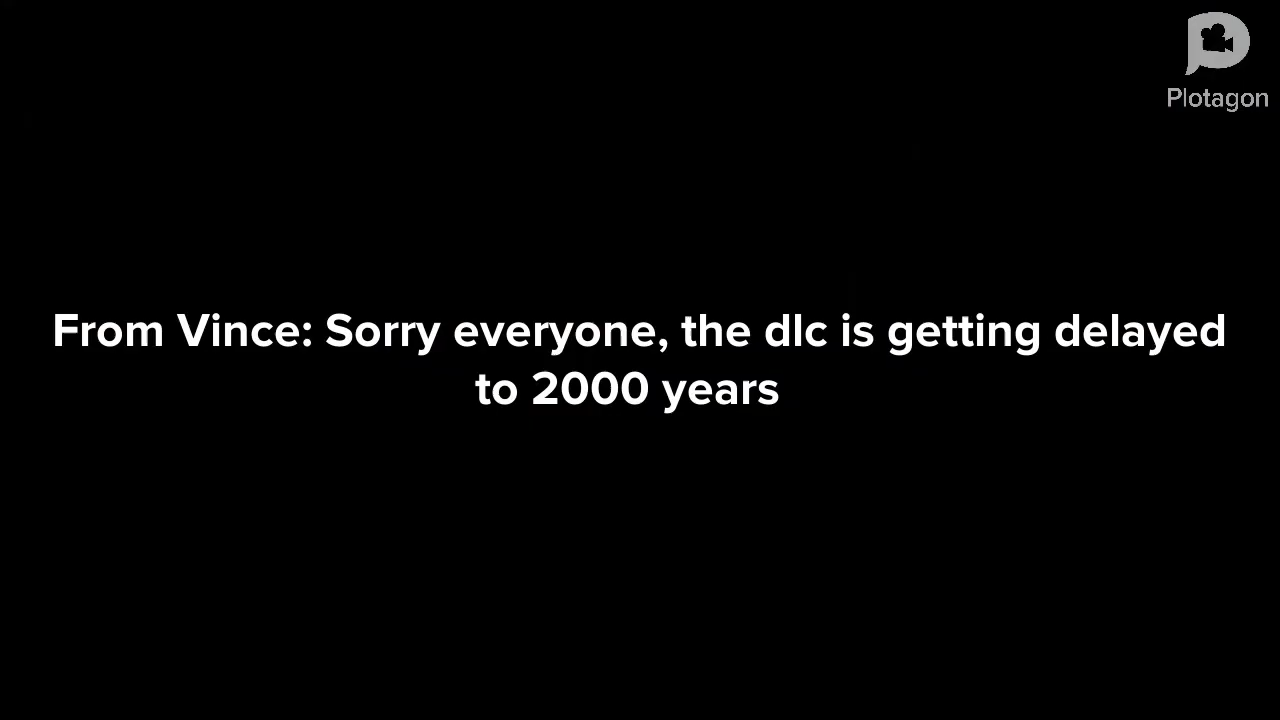 Plotagon
From Vince: Sorry everyone, the dlc is getting delayed
to 2000 years